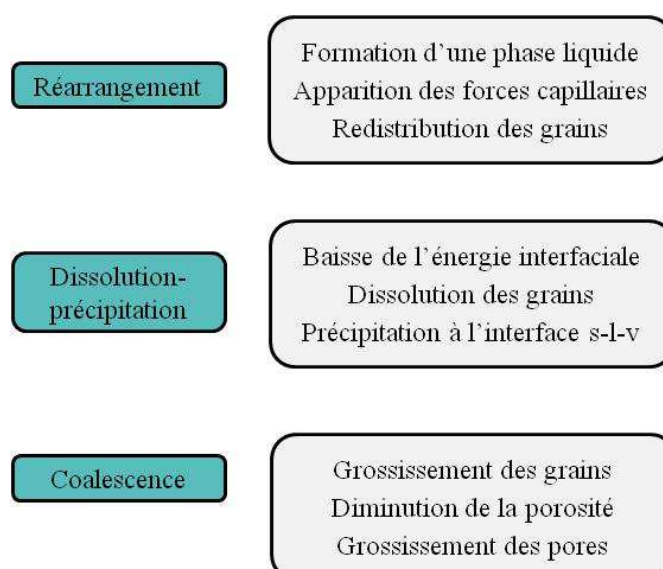 Réarrangement
Formation d'une phase liquide
Apparition des forces capillaires
Redistribution des grains
Dissolution-
précipitation
Baisse de l'énergie interfaciale
Dissolution des grains
Précipitation à l'interface s-l-v
Coalescence
Grossissement des grains
Diminution de la porosité
Grossissement des pores